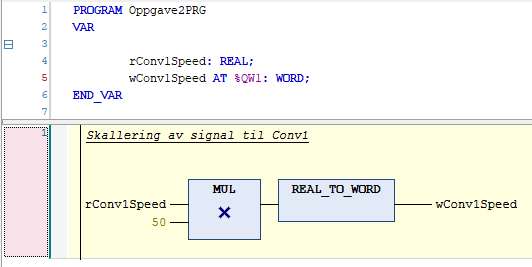 1 PROGRAM Oppgave2PRG
2 VAR
3
4 rConv1Speed: REAL;
5 wConv1Speed AT %QW1: WORD;
6 END_VAR
7
1 Skallering av signal til Conv1
MUL REAL_TO_WORD
rConv1Speed × wConv1Speed
50